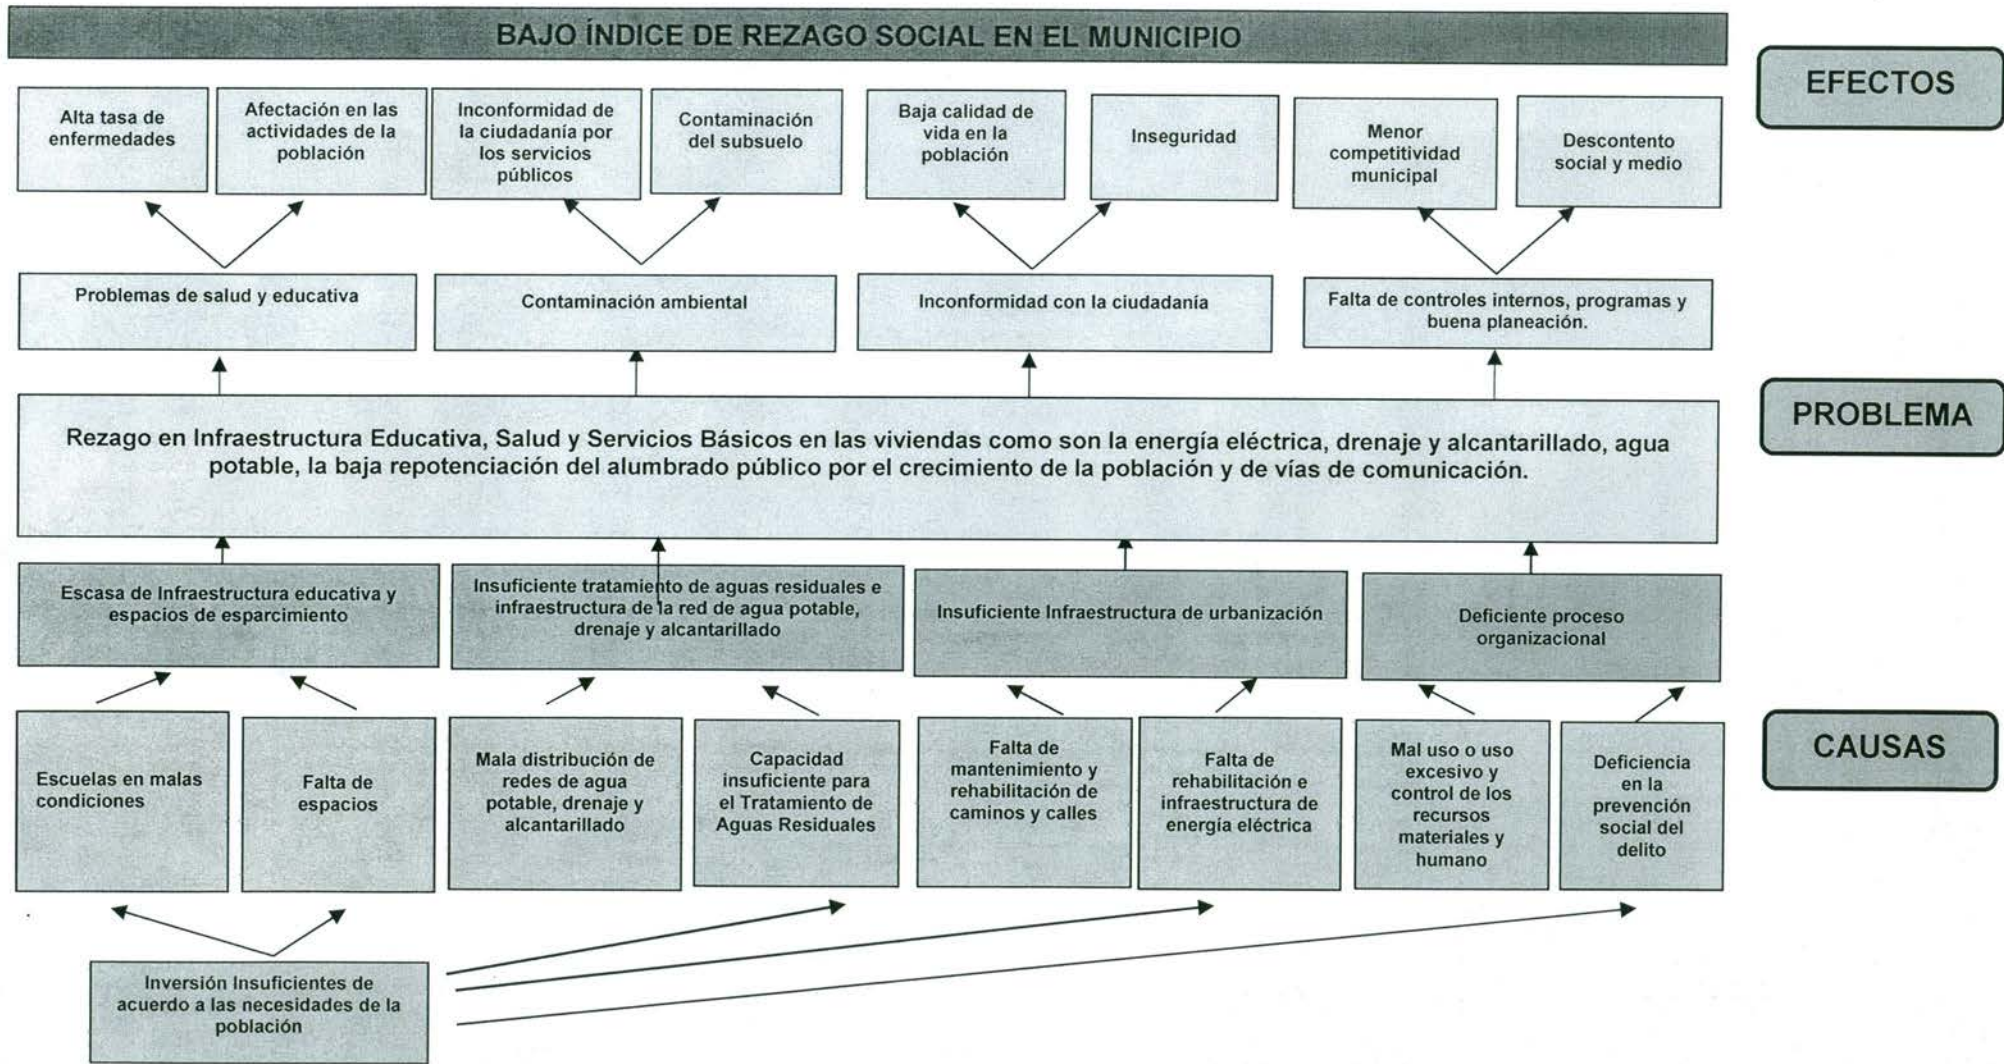 BAJO ÍNDICE DE REZAGO SOCIAL EN EL MUNICIPIO
EFECTOS
Alta tasa de
enfermedades
Afectación en las
actividades de la
población
Inconformidad de
la ciudadanía por
los servicios
públicos
Contaminación
del subsuelo
Baja calidad de
vida en la
población
Inseguridad
Menor
competitividad
municipal
Descontento
social y medio
Problemas de salud y educativa
Contaminación ambiental
Inconformidad con la ciudadanía
Falta de controles internos, programas y
buena planeación.
PROBLEMA
Rezago en Infraestructura Educativa, Salud y Servicios Básicos en las viviendas como son la energía eléctrica, drenaje y alcantarillado, agua
potable, la baja repotenciación del alumbrado público por el crecimiento de la población y de vías de comunicación.
Escasa de Infraestructura educativa y
espacios de esparcimiento
Insuficiente tratamiento de aguas residuales e
infraestructura de la red de agua potable,
drenaje y alcantarillado
Insuficiente Infraestructura de urbanización
Deficiente proceso
organizacional
CAUSAS
Escuelas en malas
condiciones
Falta de
espacios
Mala distribución de
redes de agua
potable, drenaje y
alcantarillado
Capacidad
insuficiente para
el Tratamiento de
Aguas Residuales
Falta de
mantenimiento y
rehabilitación de
caminos y calles
Falta de
rehabilitación e
infraestructura de
energía eléctrica
Mal uso o uso
excesivo y
control de los
recursos
materiales y
humano
Deficiencia
en la
prevención
social del
delito
Inversión Insuficientes de
acuerdo a las necesidades de la
población